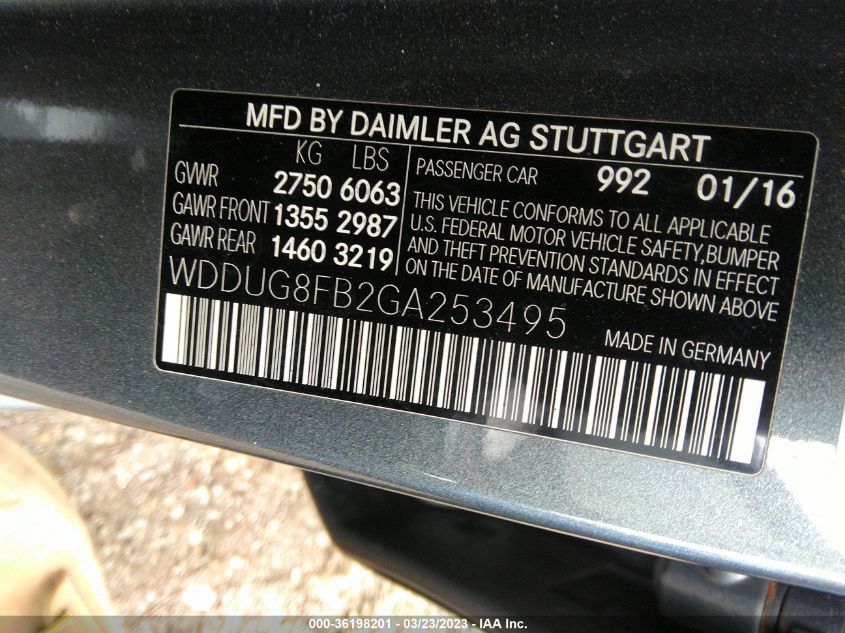 MFD BY DAIMLER AG STUTTGART
KG LBS
GVWR 2750 6063
GAWR FRONT 1355 2987
GAWR REAR 1460 3219
PASSENGER CAR 992 01/16
THIS VEHICLE CONFORMS TO ALL APPLICABLE
U.S. FEDERAL MOTOR VEHICLE SAFETY, BUMPER
AND THEFT PREVENTION STANDARDS IN EFFECT
ON THE DATE OF MANUFACTURE SHOWN ABOVE
WDDUG8FB2GA253495
MADE IN GERMANY
000-36198201 - 03/23/2023 - IAA Inc.